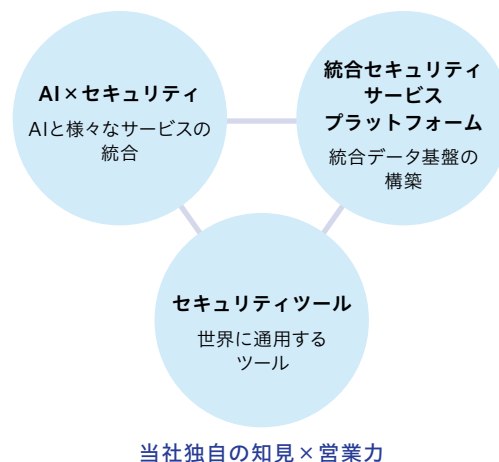 AI×セキュリティ
AIと様々なサービスの
統合
統合セキュリティ
サービス
プラットフォーム
統合データ基盤の
構築
セキュリティツール
世界に通用する
ツール
当社独自の知見×営業力